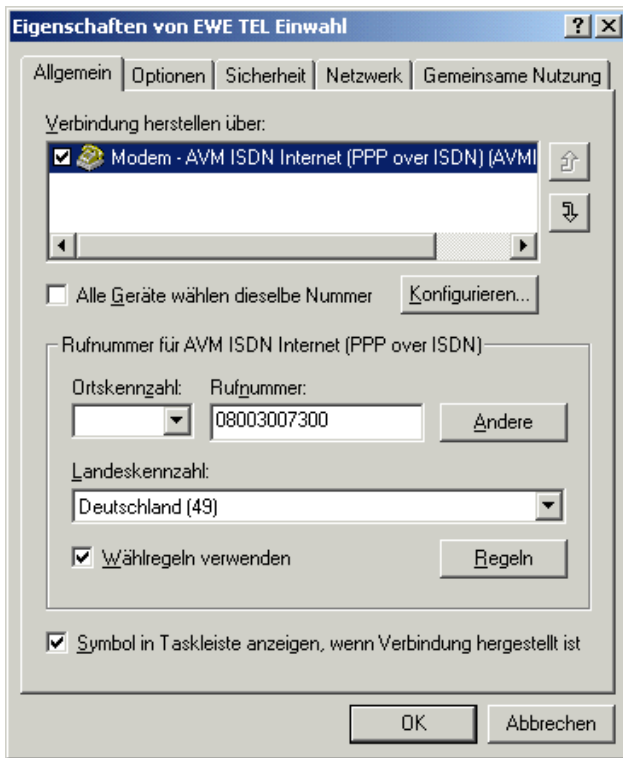 Eigenschaften von EWE TEL Einwahl
Allgemein Optionen Sicherheit Netzwerk Gemeinsame Nutzung
Verbindung herstellen über:
Modem - AVM ISDN Internet (PPP over ISDN) (AVMI
Alle Geräte wählen dieselbe Nummer Konfigurieren...
Rufnummer für AVM ISDN Internet (PPP over ISDN)
Ortskennzahl: Rufnummer:
08003007300 Andere
Landeskennzahl:
Deutschland (49)
Wählregeln verwenden Regeln
Symbol in Taskleiste anzeigen, wenn Verbindung hergestellt ist
OK Abbrechen